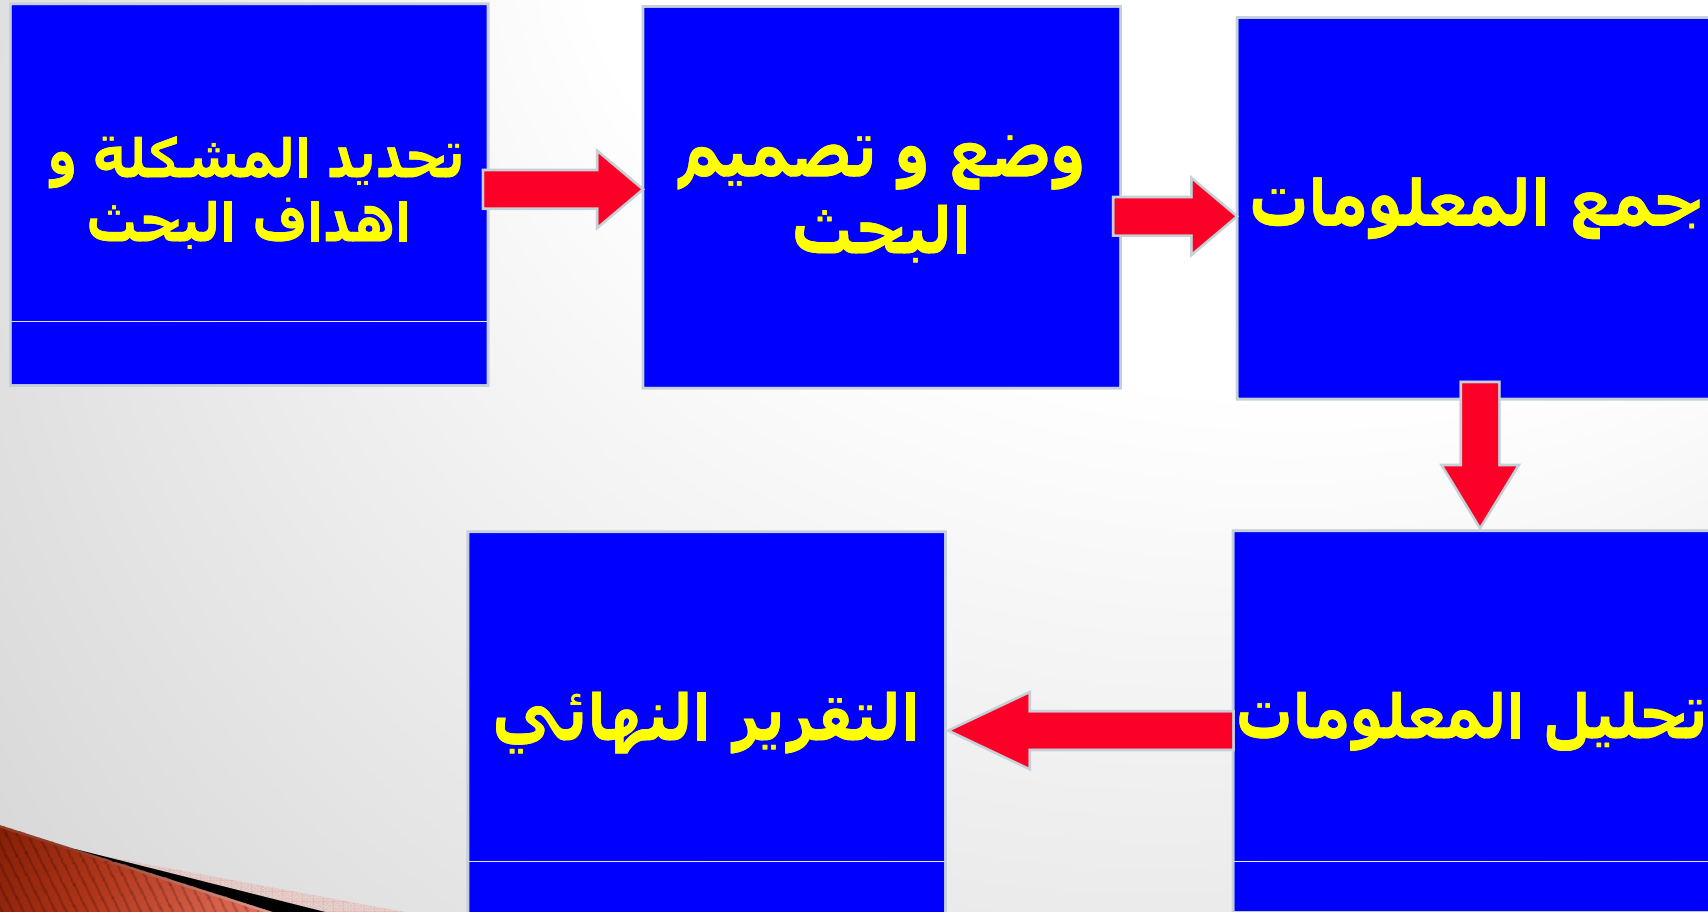 تحديد المشكلة و
اهداف البحث
وضع و تصميم
البحث
جمع المعلومات
تحليل المعلومات
التقرير النهائي